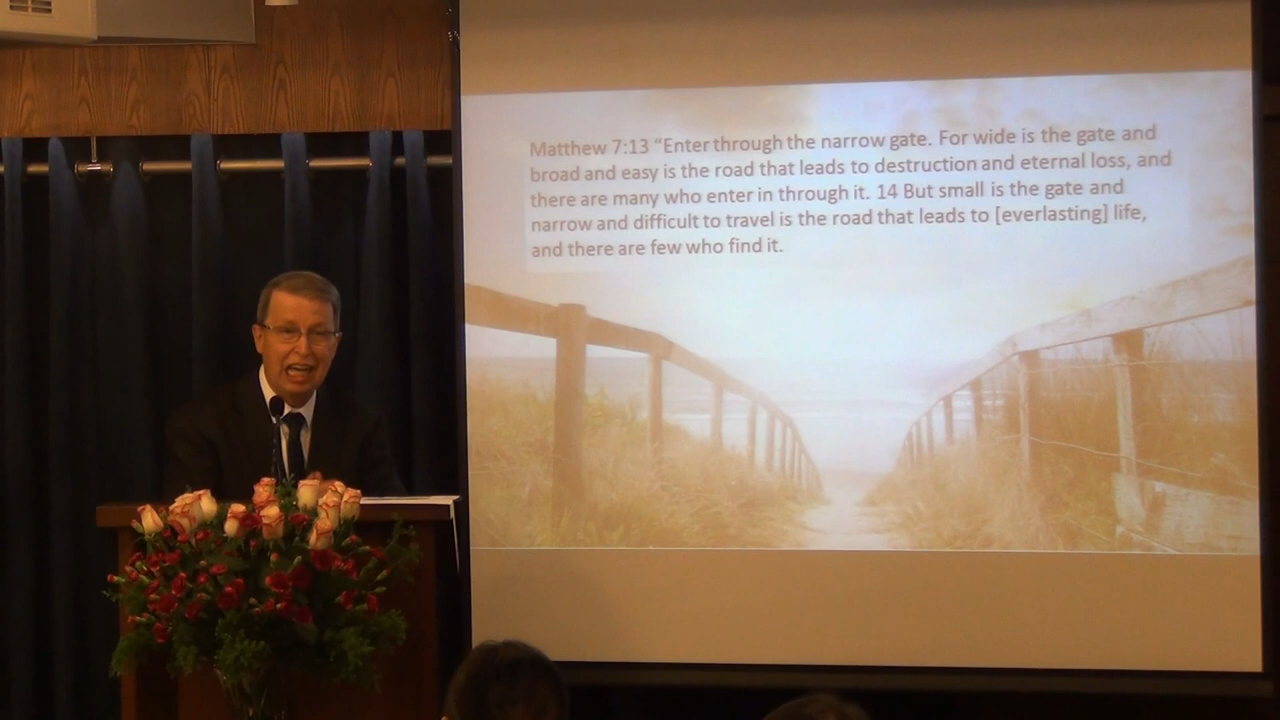 Matthew 7:13 “Enter through the narrow gate. For wide is the gate and
broad and easy is the road that leads to destruction and eternal loss, and
there are many who enter in through it. 14 But small is the gate and
narrow and difficult to travel is the road that leads to [everlasting] life,
and there are few who find it.